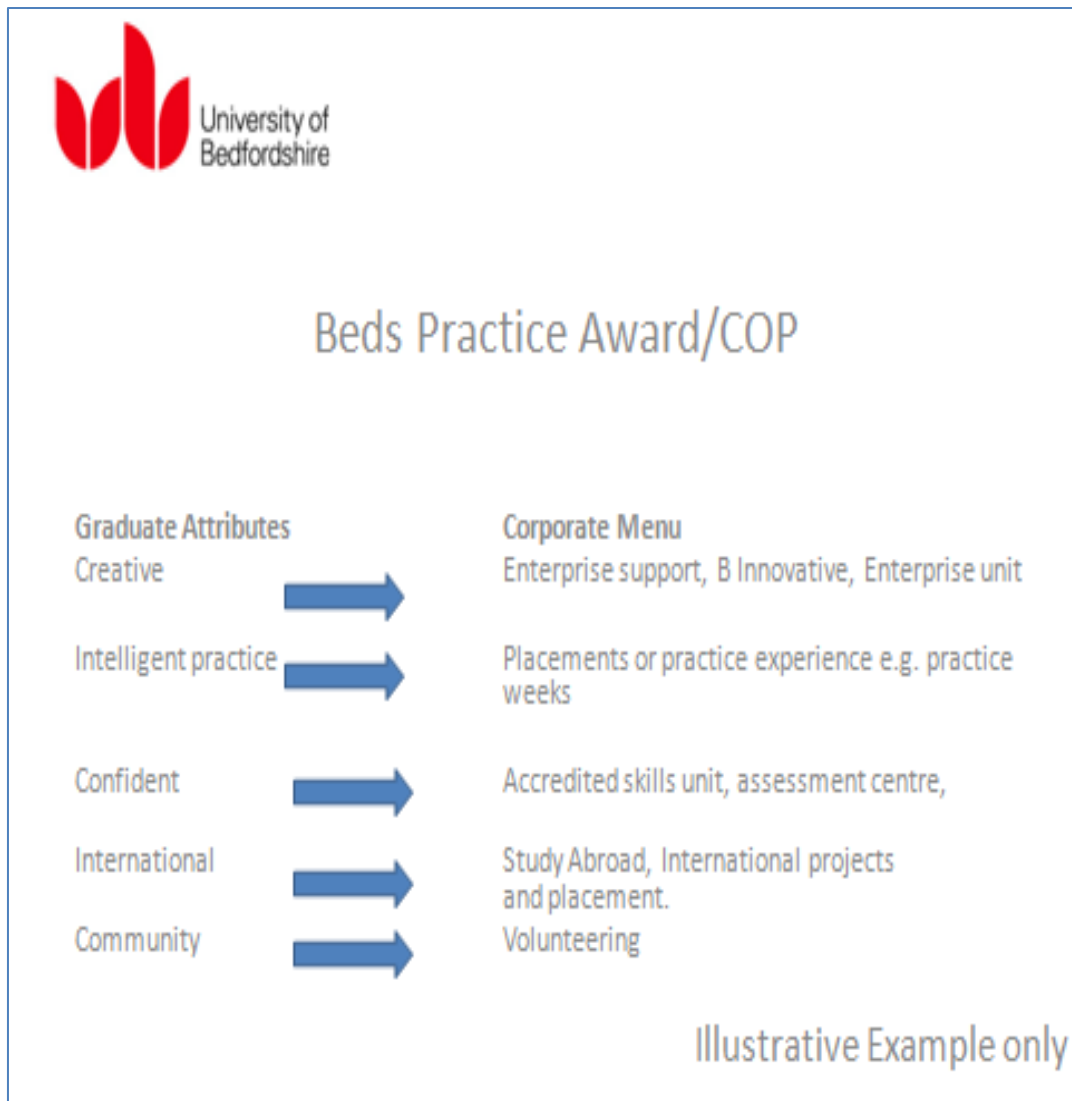 University of
Bedfordshire
Beds Practice Award/COP
Graduate Attributes
Corporate Menu
Creative
Enterprise support, B Innovative, Enterprise unit
Intelligent practice
Placements or practice experience e.g. practice
weeks
Confident
Accredited skills unit, assessment centre,
International
Study Abroad, International projects
and placement.
Community
Volunteering
Illustrative Example only